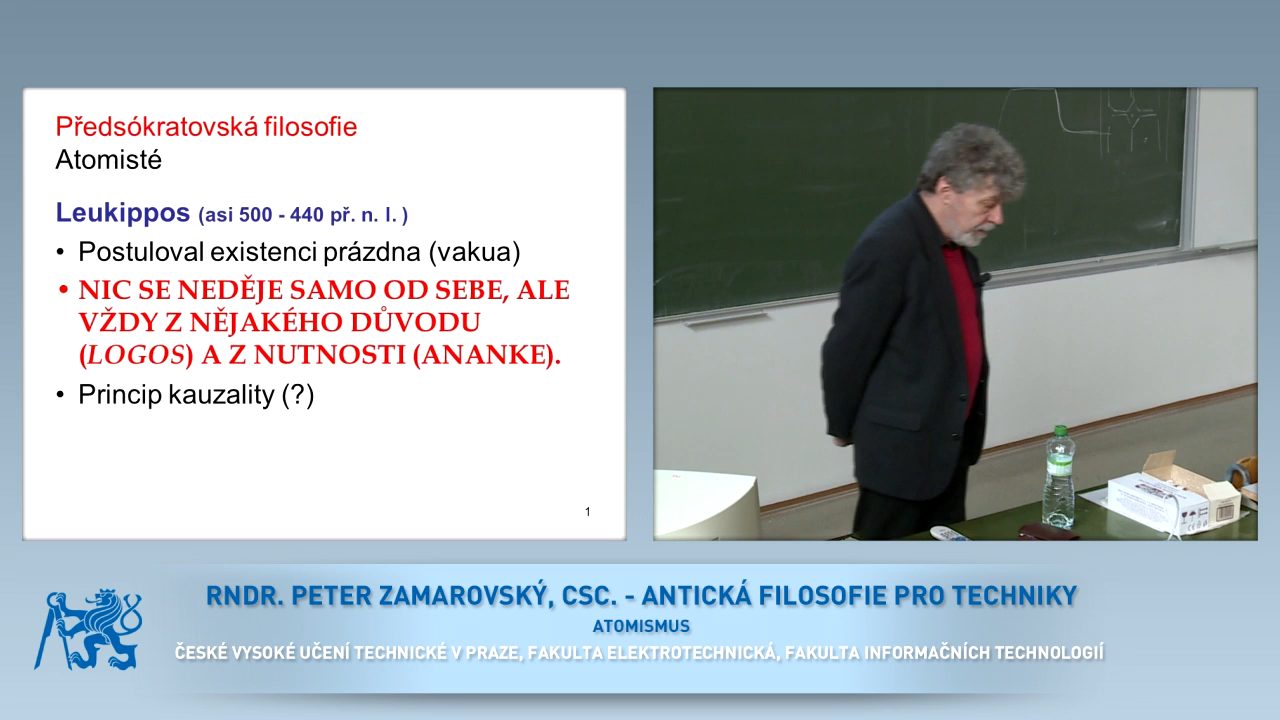 Předsókratovská filosofie
Atomisté
Leukippos (asi 500 - 440 př. n. l. )
• Postuloval existenci prázdna (vakua)
• NIC SE NEDĚJE SAMO OD SEBE, ALE
VŽDY Z NĚJAKÉHO DŮVODU
(LOGOS) A Z NUTNOSTI (ANANKE).
• Princip kauzality (?)
1
RNDR. PETER ZAMAROVSKÝ, CSC. - ANTICKÁ FILOSOFIE PRO TECHNIKY
ATOMISMUS
ČESKÉ VYSOKÉ UČENÍ TECHNICKÉ V PRAZE, FAKULTA ELEKTROTECHNICKÁ, FAKULTA INFORMAČNÍCH TECHNOLOGIÍ